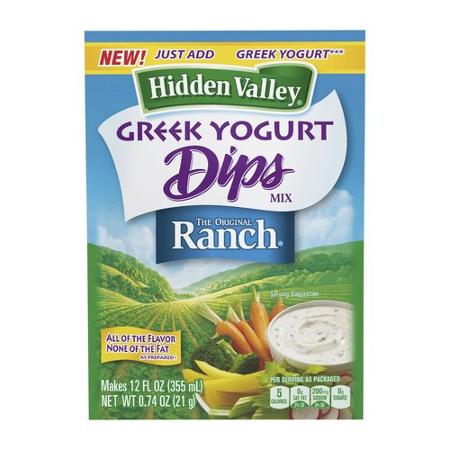 NEW! JUST ADD GREEK YOGURT***
Hidden Valley®
GREEK YOGURT
Dips
MIX
THE ORIGINAL
Ranch®
Serving Suggestion
ALL OF THE FLAVOR
NONE OF THE FAT
AS PREPARED*
PER SERVING AS PACKAGED
Makes 12 FL OZ (355 mL)
NET WT 0.74 OZ (21 g)
5 CALORIES
0g SAT FAT 0% DV
200mg SODIUM
0g SUGARS